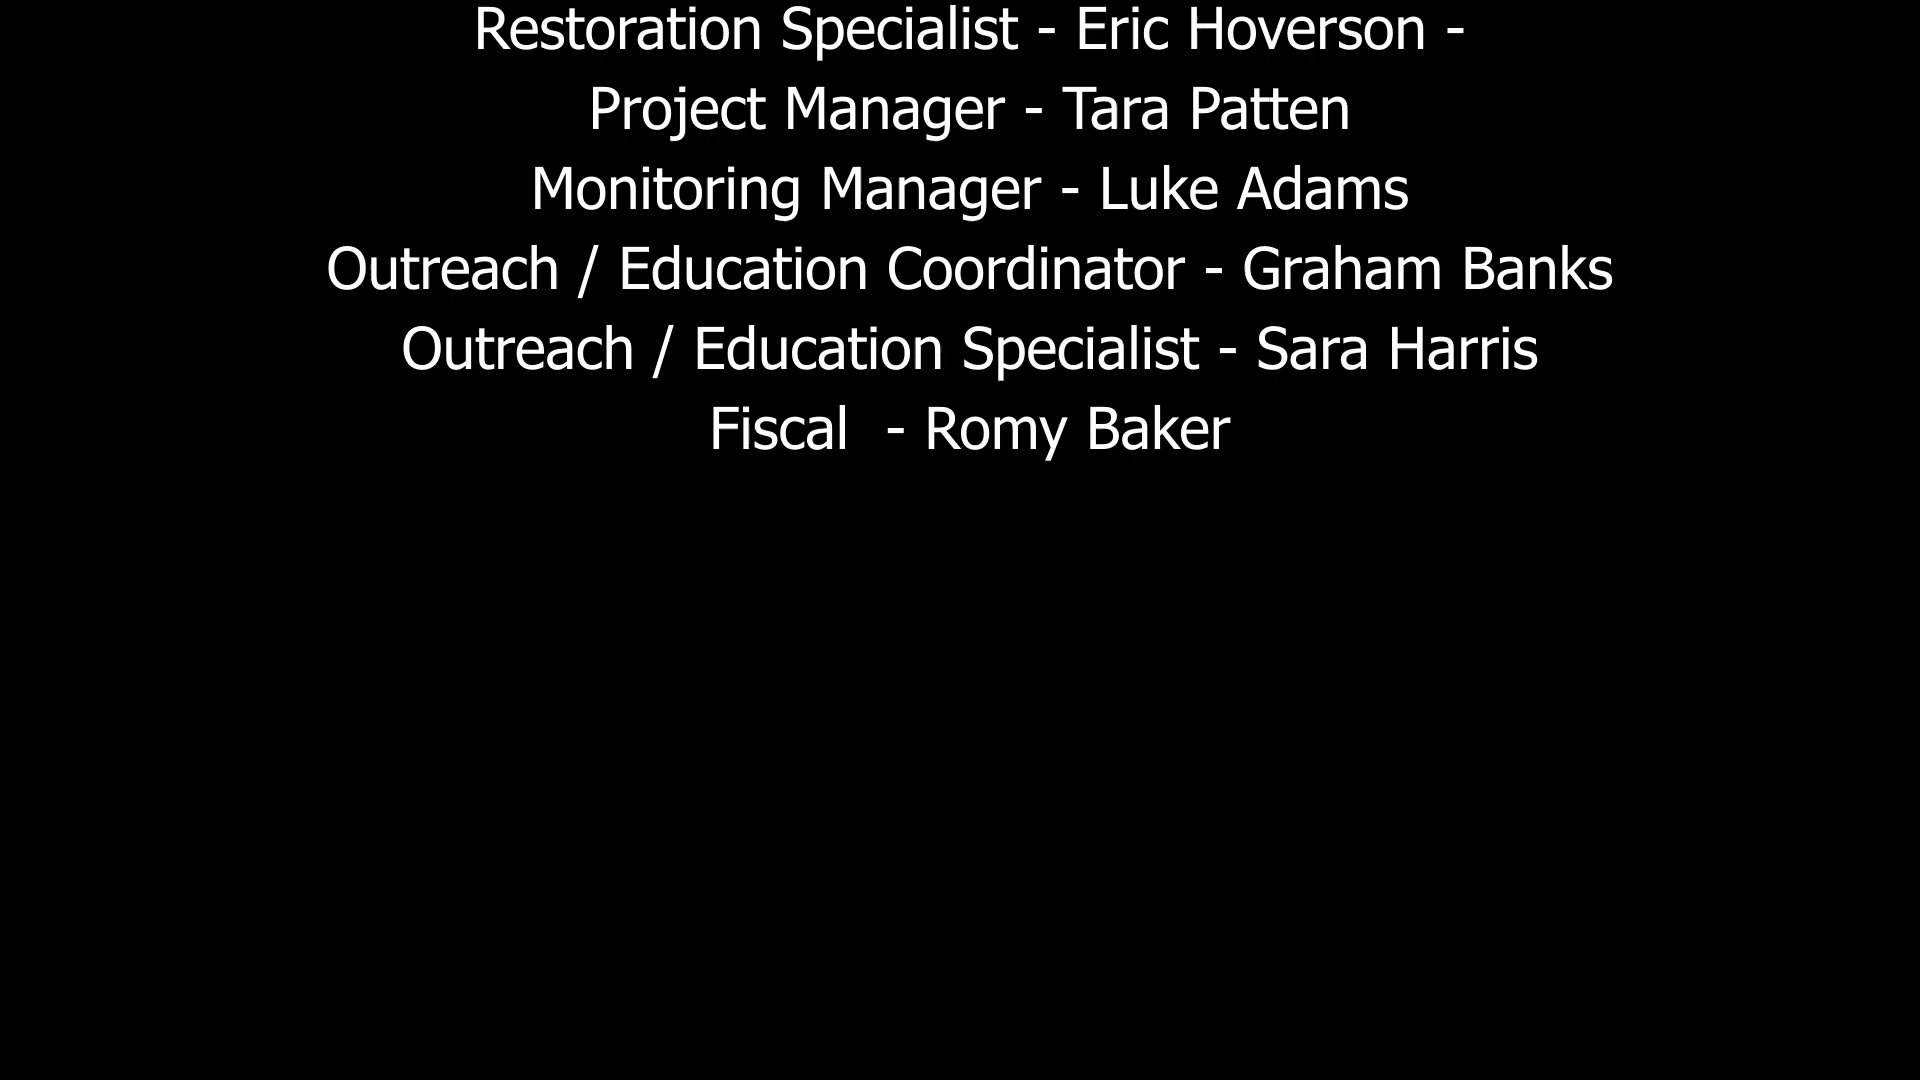 Restoration Specialist - Eric Hoverson -
Project Manager - Tara Patten
Monitoring Manager - Luke Adams
Outreach / Education Coordinator - Graham Banks
Outreach / Education Specialist - Sara Harris
Fiscal  - Romy Baker